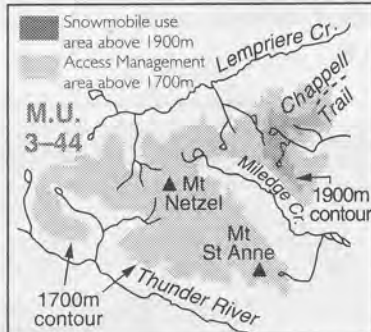 Snowmobile use
area above 1900m
Access Management
area above 1700m
Lempriere Cr.
Chappell
Trail
M.U.
3–44
Mt
Netzel
Miledge Cr.
1900m
contour
Mt
St Anne
1700m
contour
Thunder River